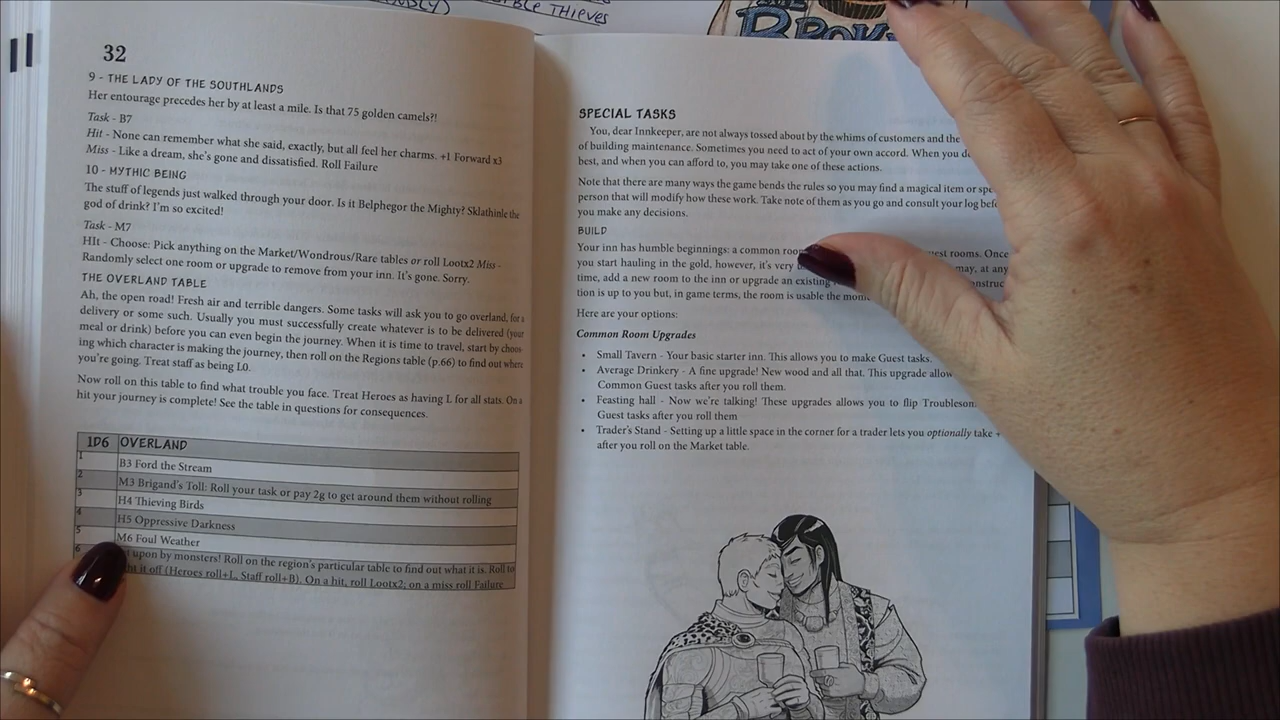 NDSLY)
IBLE THIEVES
BROK
32
9 - THE LADY OF THE SOUTHLANDS
Her entourage precedes her by at least a mile. Is that 75 golden camels?!
Task - B7
Hit - None can remember what she said, exactly, but all feel her charms. +1 Forward x3
Miss - Like a dream, she's gone and dissatisfied. Roll Failure
10 - MYTHIC BEING
The stuff of legends just walked through your door. Is it Belphegor the Mighty? Sklathinle the
god of drink? I'm so excited!
Task - M7
HIt - Choose: Pick anything on the Market/Wondrous/Rare tables or roll Lootx2 Miss -
Randomly select one room or upgrade to remove from your inn. It's gone. Sorry.
THE OVERLAND TABLE
Ah, the open road! Fresh air and terrible dangers. Some tasks will ask you to go overland, for a
delivery or some such. Usually you must successfully create whatever is to be delivered (your
meal or drink) before you can even begin the journey. When it is time to travel, start by choos-
ing which character is making the journey, then roll on the Regions table (p.66) to find out where
you're going. Treat staff as being L0.
Now roll on this table to find what trouble you face. Treat Heroes as having L for all stats. On a
hit your journey is complete! See the table in questions for consequences.
1D6 OVERLAND
1 B3 Ford the Stream
2 M3 Brigand's Toll: Roll your task or pay 2g to get around them without rolling
3 H4 Thieving Birds
4 H5 Oppressive Darkness
5 M6 Foul Weather
6 upon by monsters! Roll on the region's particular table to find out what it is. Roll to
it off (Heroes roll+L, Staff roll+B). On a hit, roll Lootx2; on a miss roll Failure
SPECIAL TASKS
You, dear Innkeeper, are not always tossed about by the whims of customers and the
of building maintenance. Sometimes you need to act of your own accord. When you
best, and when you can afford to, you may take one of these actions.
Note that there are many ways the game bends the rules so you may find a magical item or
person that will modify how these work. Take note of them as you go and consult your log
you make any decisions.
BUILD
Your inn has humble beginnings: a common rooms. Once
you start hauling in the gold, however, it's very may, at any
time, add a new room to the inn or upgrade an existing
tion is up to you but, in game terms, the room is usable the
Here are your options:
Common Room Upgrades
• Small Tavern - Your basic starter inn. This allows you to make Guest tasks.
• Average Drinkery - A fine upgrade! New wood and all that. This upgrade
Common Guest tasks after you roll them.
• Feasting hall - Now we're talking! These upgrades allows you to flip
Guest tasks after you roll them
• Trader's Stand - Setting up a little space in the corner for a trader lets you optionally take +
after you roll on the Market table.